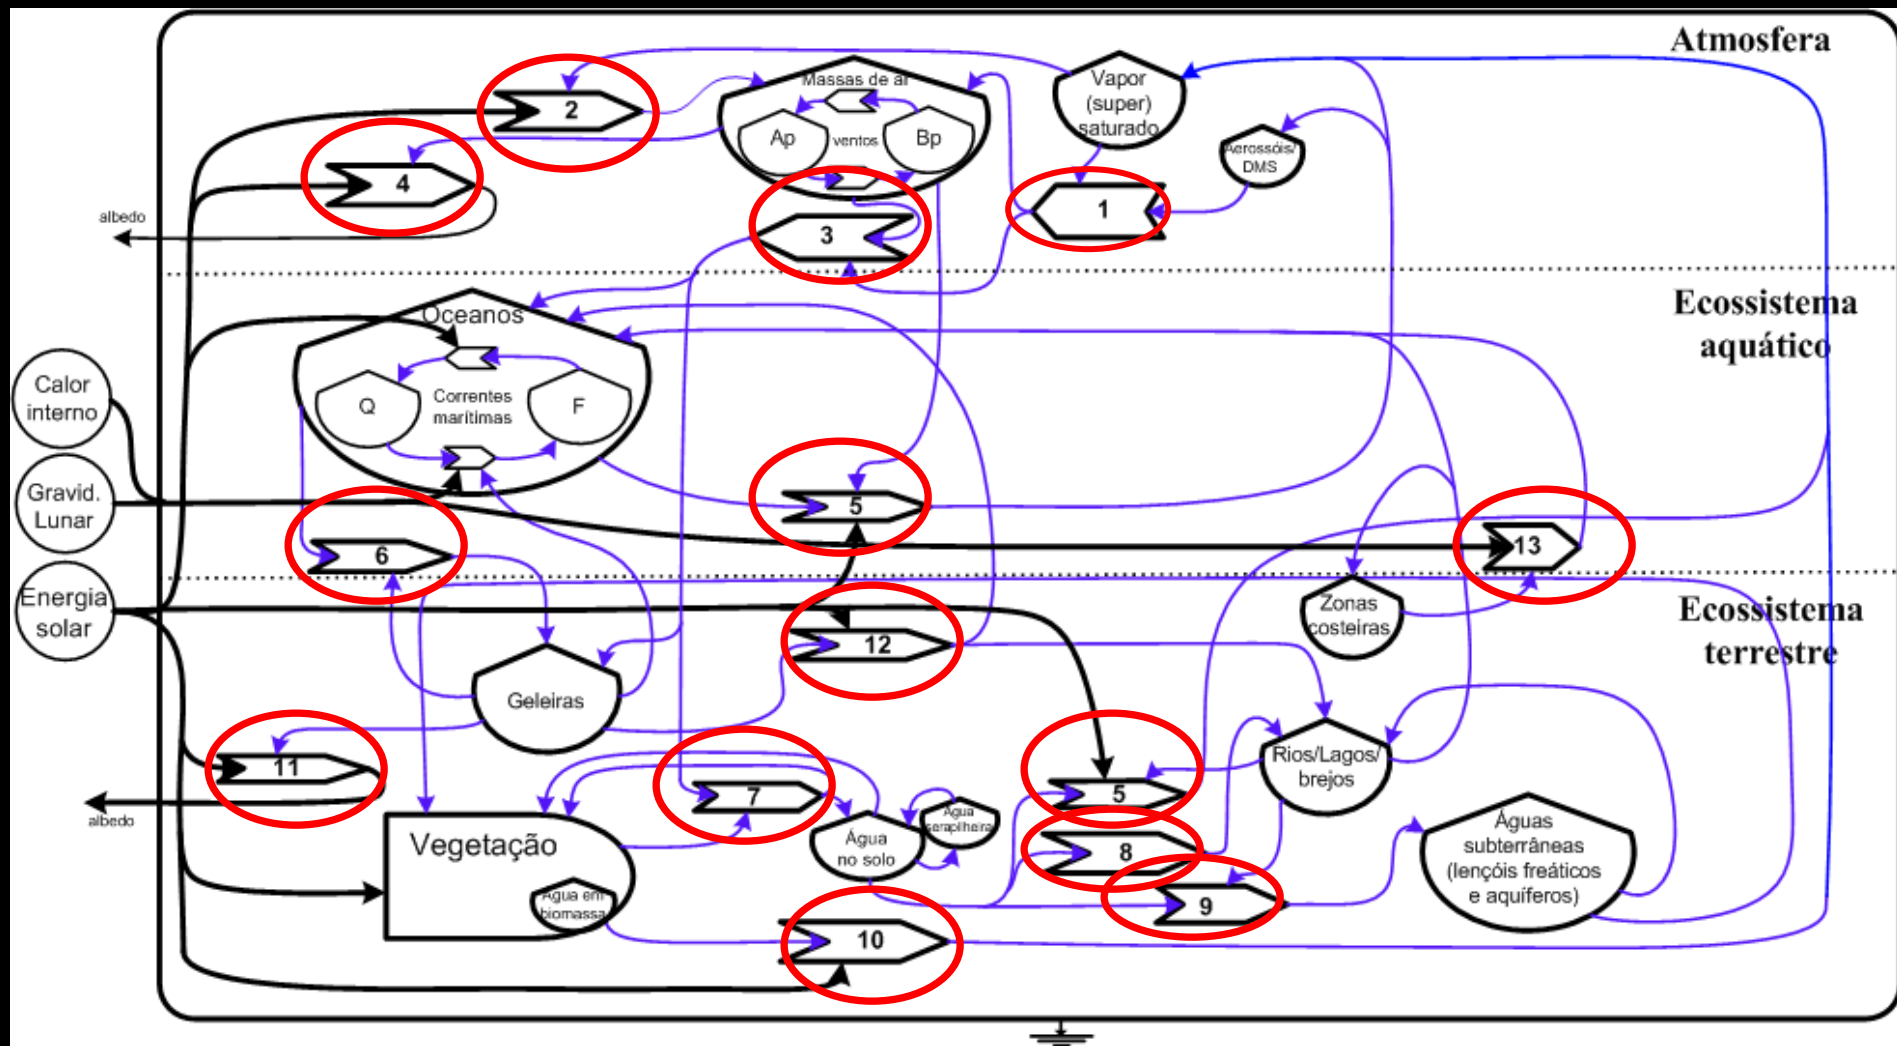 Atmosfera
Massas de ar
Vapor
(super)
saturado
2
Ap
ventos
Bp
Aerossóis/
DMS
4
1
albedo
3
Ecossistema
aquático
Oceanos
Calor
interno
Q
Correntes
marítimas
F
Gravid.
Lunar
5
6
13
Energia
solar
Zonas
costeiras
Ecossistema
terrestre
12
Geleiras
Rios/Lagos/
brejos
11
albedo
7
5
Vegetação
Água
no solo
Água
serapilheira
8
Águas
subterrâneas
(lençóis freáticos
e aquíferos)
Água em
biomassa
9
10